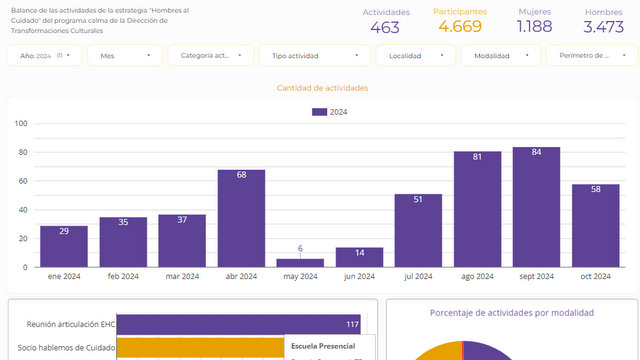 Balance de las actividades de la estrategia "Hombres al
Cuidado" del programa calma de la Dirección de
Transformaciones Culturales
Actividades
463
Participantes
4.669
Mujeres
1.188
Hombres
3.473
Año: 2024 (1)
Mes
Categoria act...
Tipo actividad
Localidad
Modalidad
Perímetro de ...
Cantidad de actividades
2024
100
80
60
40
20
0
29
35
37
68
6
14
51
81
84
58
ene 2024
feb 2024
mar 2024
abr 2024
may 2024
jun 2024
jul 2024
ago 2024
sept 2024
oct 2024
Reunión articulación EHC
117
Socio hablemos de Cuidado
Escuela Presencial
Porcentaje de actividades por modalidad